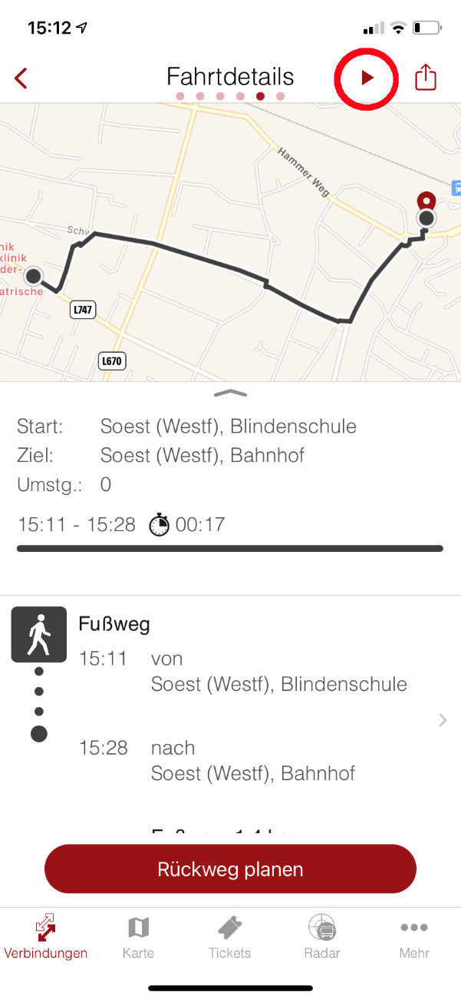 15:12
Fahrtdetails
Hammer Weg
Schw
nik
klinik
der-
atrische
L747
L670
Start: Soest (Westf), Blindenschule
Ziel: Soest (Westf), Bahnhof
Umstg.: 0
15:11 - 15:28 00:17
Fußweg
15:11 von
Soest (Westf), Blindenschule
15:28 nach
Soest (Westf), Bahnhof
Rückweg planen
Verbindungen Karte Tickets Radar Mehr